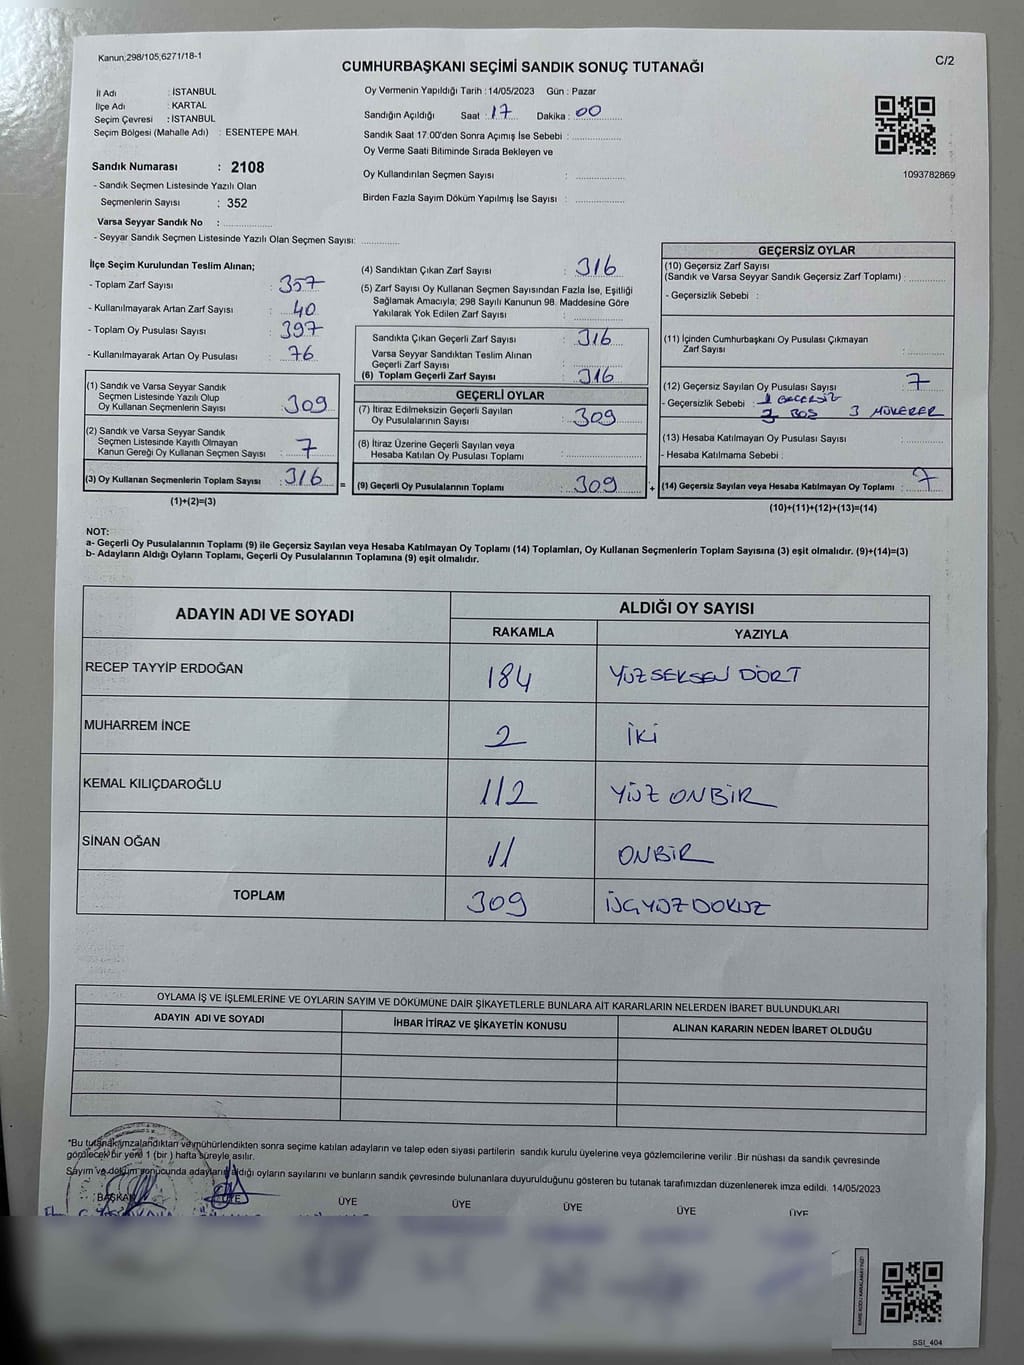 Kanun,298/105,6271/18-1
C/2
CUMHURBAŞKANI SEÇİMİ SANDIK SONUÇ TUTANAĞI
İl Adı : İSTANBUL
İlçe Adı : KARTAL
Seçim Çevresi : İSTANBUL
Seçim Bölgesi (Mahalle Adı) : ESENTEPE MAH.
Sandık Numarası : 2108
- Sandık Seçmen Listesinde Yazılı Olan
Seçmenlerin Sayısı : 352
Varsa Seyyar Sandık No :
- Seyyar Sandık Seçmen Listesinde Yazılı Olan Seçmen Sayısı:
Oy Vermenin Yapıldığı Tarih : 14/05/2023 Gün : Pazar
Sandığın Açıldığı Saat : 17 Dakika : 00
Sandık Saat 17.00'den Sonra Açımış İse Sebebi :
Oy Verme Saati Bitiminde Sırada Bekleyen ve
Oy Kullandırılan Seçmen Sayısı :
Birden Fazla Sayım Döküm Yapılmış İse Sayısı :
1093782869
İlçe Seçim Kurulundan Teslim Alınan;
- Toplam Zarf Sayısı : 357
- Kullanılmayarak Artan Zarf Sayısı : 40
- Toplam Oy Pusulası Sayısı : 397
- Kullanılmayarak Artan Oy Pusulası : 76
(1) Sandık ve Varsa Seyyar Sandık
Seçmen Listesinde Yazılı Olup
Oy Kullanan Seçmenlerin Sayısı : 309
(2) Sandık ve Varsa Seyyar Sandık
Seçmen Listesinde Kayıtlı Olmayan
Kanun Gereği Oy Kullanan Seçmen Sayısı : 7
(3) Oy Kullanan Seçmenlerin Toplam Sayısı : 316 =
(1)+(2)=(3)
(4) Sandıktan Çıkan Zarf Sayısı : 316
(5) Zarf Sayısı Oy Kullanan Seçmen Sayısından Fazla İse, Eşitliği
Sağlamak Amacıyla; 298 Sayılı Kanunun 98. Maddesine Göre
Yakılarak Yok Edilen Zarf Sayısı :
Sandıkta Çıkan Geçerli Zarf Sayısı : 316
Varsa Seyyar Sandıktan Teslim Alınan
Geçerli Zarf Sayısı :
(6) Toplam Geçerli Zarf Sayısı : 316
GEÇERLİ OYLAR
(7) İtiraz Edilmeksizin Geçerli Sayılan
Oy Pusulalarının Sayısı : 309
(8) İtiraz Üzerine Geçerli Sayılan veya
Hesaba Katılan Oy Pusulası Toplamı :
(9) Geçerli Oy Pusulalarının Toplamı : 309 +
GEÇERSİZ OYLAR
(10) Geçersiz Zarf Sayısı
(Sandık ve Varsa Seyyar Sandık Geçersiz Zarf Toplamı) :
- Geçersizlik Sebebi :
(11) İçinden Cumhurbaşkanı Oy Pusulası Çıkmayan
Zarf Sayısı :
(12) Geçersiz Sayılan Oy Pusulası Sayısı : 7
- Geçersizlik Sebebi : 1 GEÇERSİZ
3 BOŞ 3 MÜKERER
(13) Hesaba Katılmayan Oy Pusulası Sayısı :
- Hesaba Katılmama Sebebi :
(14) Geçersiz Sayılan veya Hesaba Katılmayan Oy Toplamı : 7
(10)+(11)+(12)+(13)=(14)
NOT:
a- Geçerli Oy Pusulalarının Toplamı (9) ile Geçersiz Sayılan veya Hesaba Katılmayan Oy Toplamı (14) Toplamları, Oy Kullanan Seçmenlerin Toplam Sayısına (3) eşit olmalıdır. (9)+(14)=(3)
b- Adayların Aldığı Oyların Toplamı, Geçerli Oy Pusulalarının Toplamına (9) eşit olmalıdır.
ADAYIN ADI VE SOYADI ALDIĞI OY SAYISI
RAKAMLA YAZIYLA
RECEP TAYYİP ERDOĞAN 184 YÜZ SEKSEN DÖRT
MUHARREM İNCE 2 İKİ
KEMAL KILIÇDAROĞLU 112 YÜZ ONBİR
SİNAN OĞAN 11 ONBİR
TOPLAM 309 ÜÇYÜZ DOKUZ
OYLAMA İŞ VE İŞLEMLERİNE VE OYLARIN SAYIM VE DÖKÜMÜNE DAİR ŞİKAYETLERLE BUNLARA AİT KARARLARIN NELERDEN İBARET BULUNDUKLARI
ADAYIN ADI VE SOYADI İHBAR İTİRAZ VE ŞİKAYETİN KONUSU ALINAN KARARIN NEDEN İBARET OLDUĞU
"Bu tutanak imzalandıktan ve mühürlendikten sonra seçime katılan adayların ve talep eden siyasi partilerin sandık kurulu üyelerine veya gözlemcilerine verilir. Bir nüshası da sandık çevresinde
görülecek bir yere 1 (bir ) hafta süreyle asılır.
Sayım ve döküm sonucunda adayların aldığı oyların sayılarını ve bunların sandık çevresinde bulunanlara duyurulduğunu gösteren bu tutanak tarafımızdan düzenlenerek imza edildi. 14/05/2023
BAŞKAN ÜYE ÜYE ÜYE ÜYE ÜYE ÜYE
SSI_404